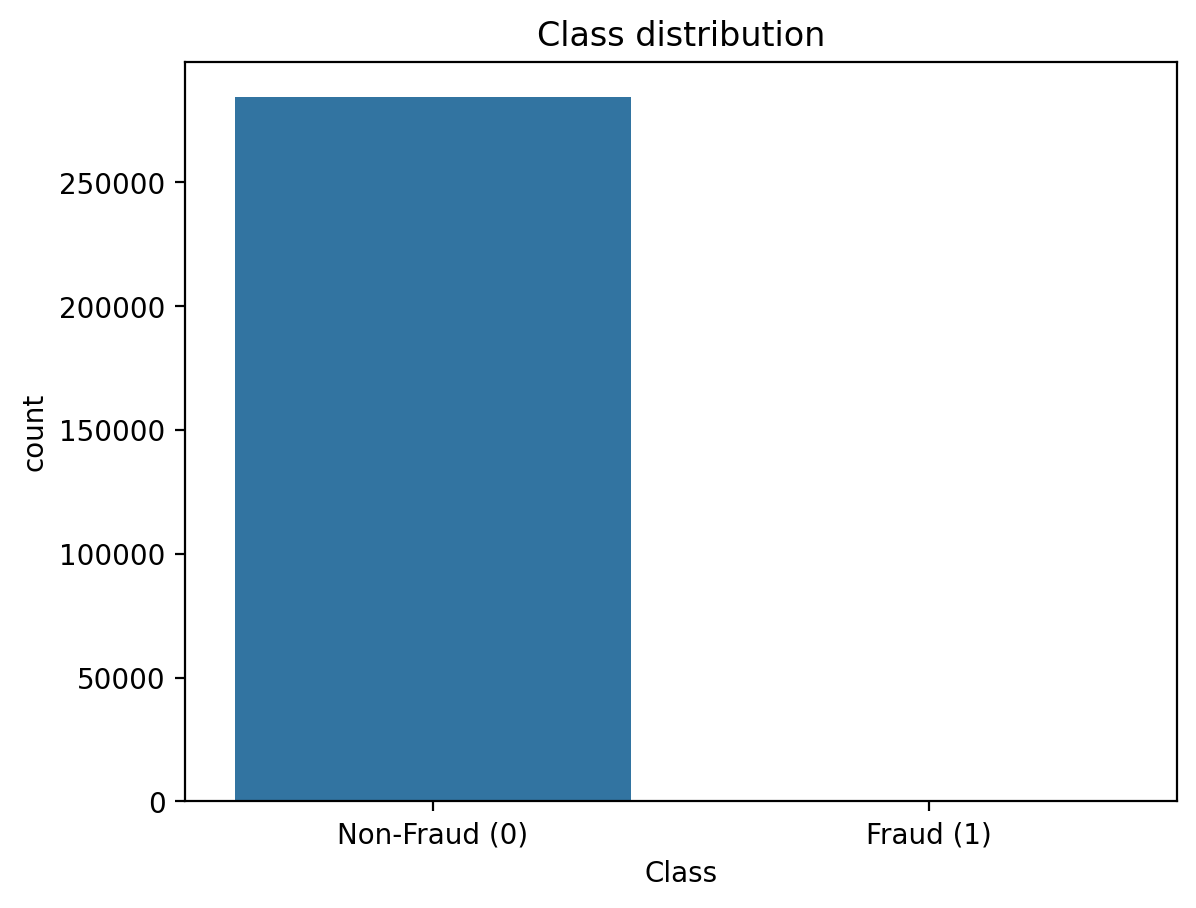 Class distribution
250000
200000
150000
100000
50000
0
count
Non-Fraud (0)
Fraud (1)
Class